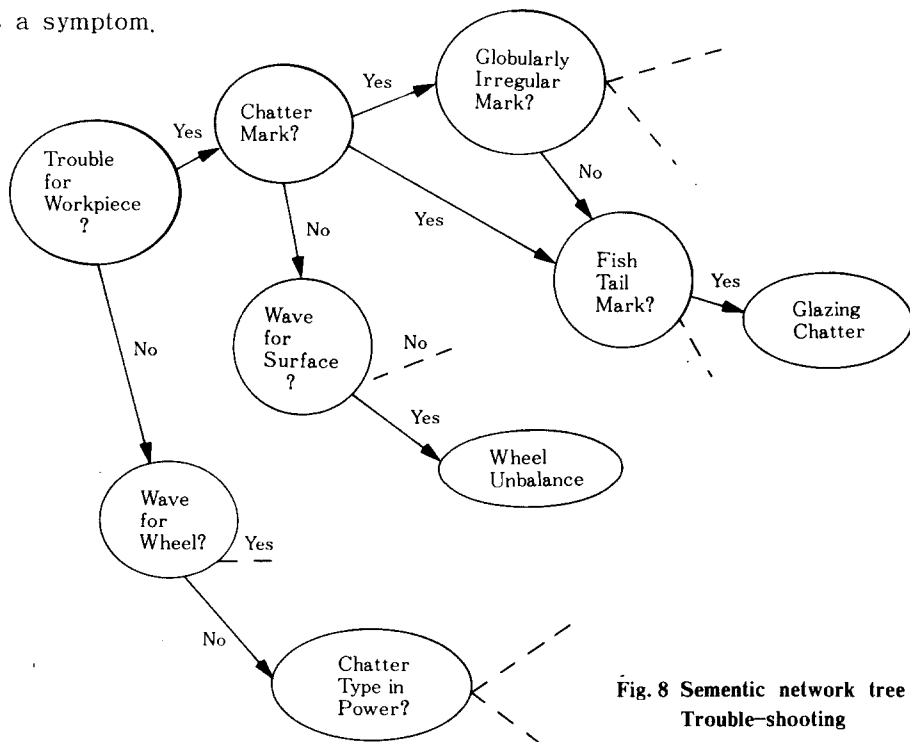 a symptom.
Globularly
Irregular
Mark?
Yes
Chatter
Mark?
Yes
Trouble
for
Workpiece
?
No
Yes
No
Fish
Tail
Mark?
Yes
Glazing
Chatter
Wave
for
Surface
?
No
No
Yes
Wheel
Unbalance
Wave
for
Wheel?
Yes
No
Chatter
Type in
Power?
Fig. 8 Sementic network tree
Trouble-shooting